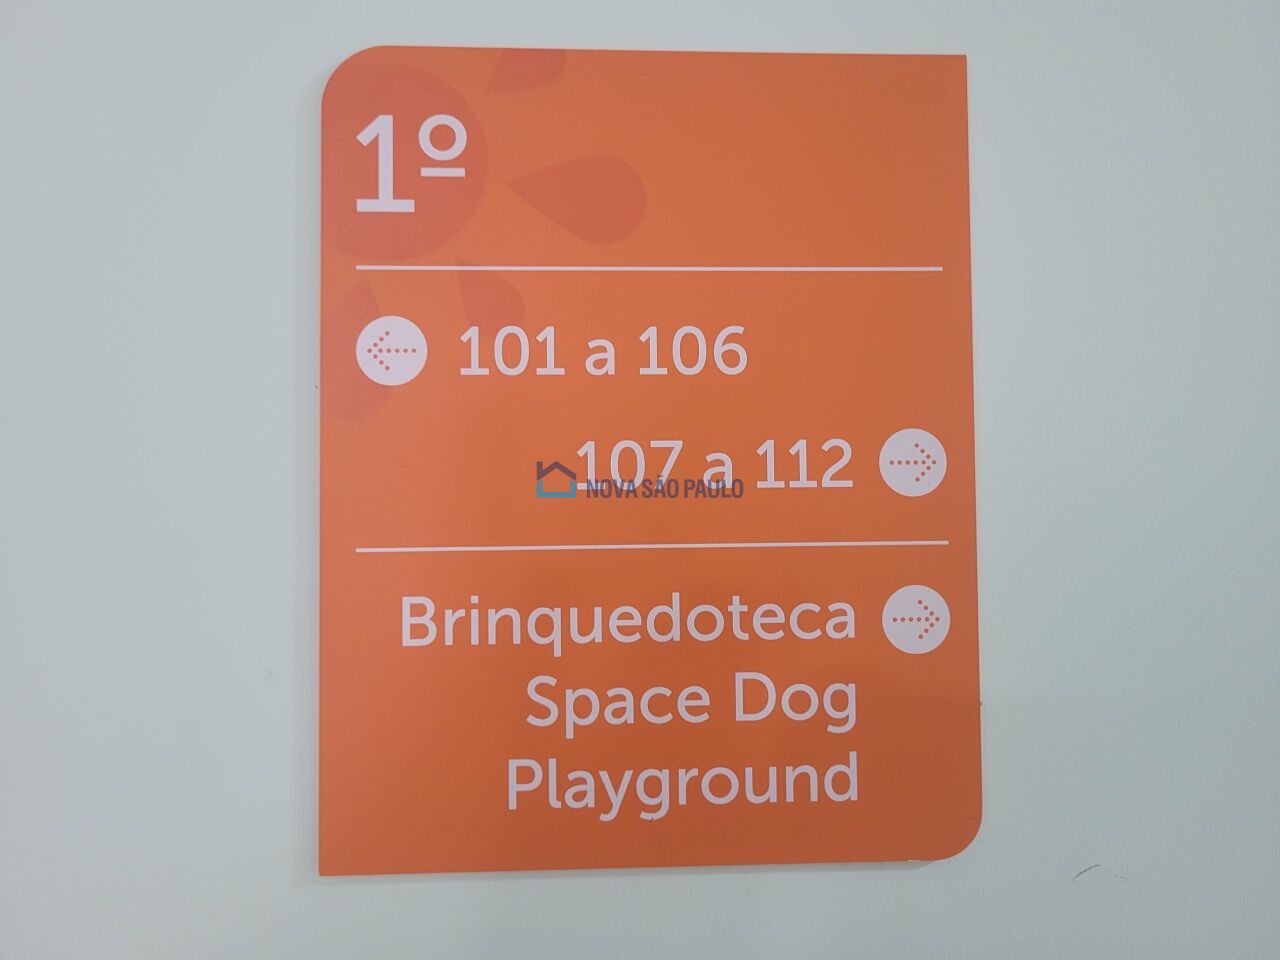 1º
101 a 106
107 a 112
NOVA SÃO PAULO
Brinquedoteca
Space Dog
Playground